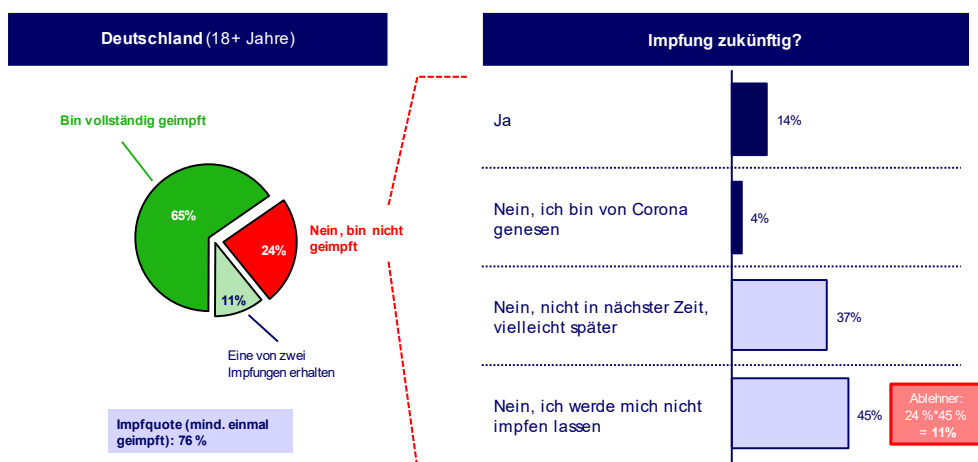 Deutschland (18+ Jahre)
Bin vollständig geimpft
65%
Nein, bin nicht
geimpft
24%
11%
Eine von zwei
Impfungen erhalten
Impfquote (mind. einmal
geimpft): 76 %
Impfung zukünftig?
Ja
14%
Nein, ich bin von Corona
genesen
4%
Nein, nicht in nächster Zeit,
vielleicht später
37%
Nein, ich werde mich nicht
impfen lassen
45%
Ablehner:
24 %*45 %
= 11%